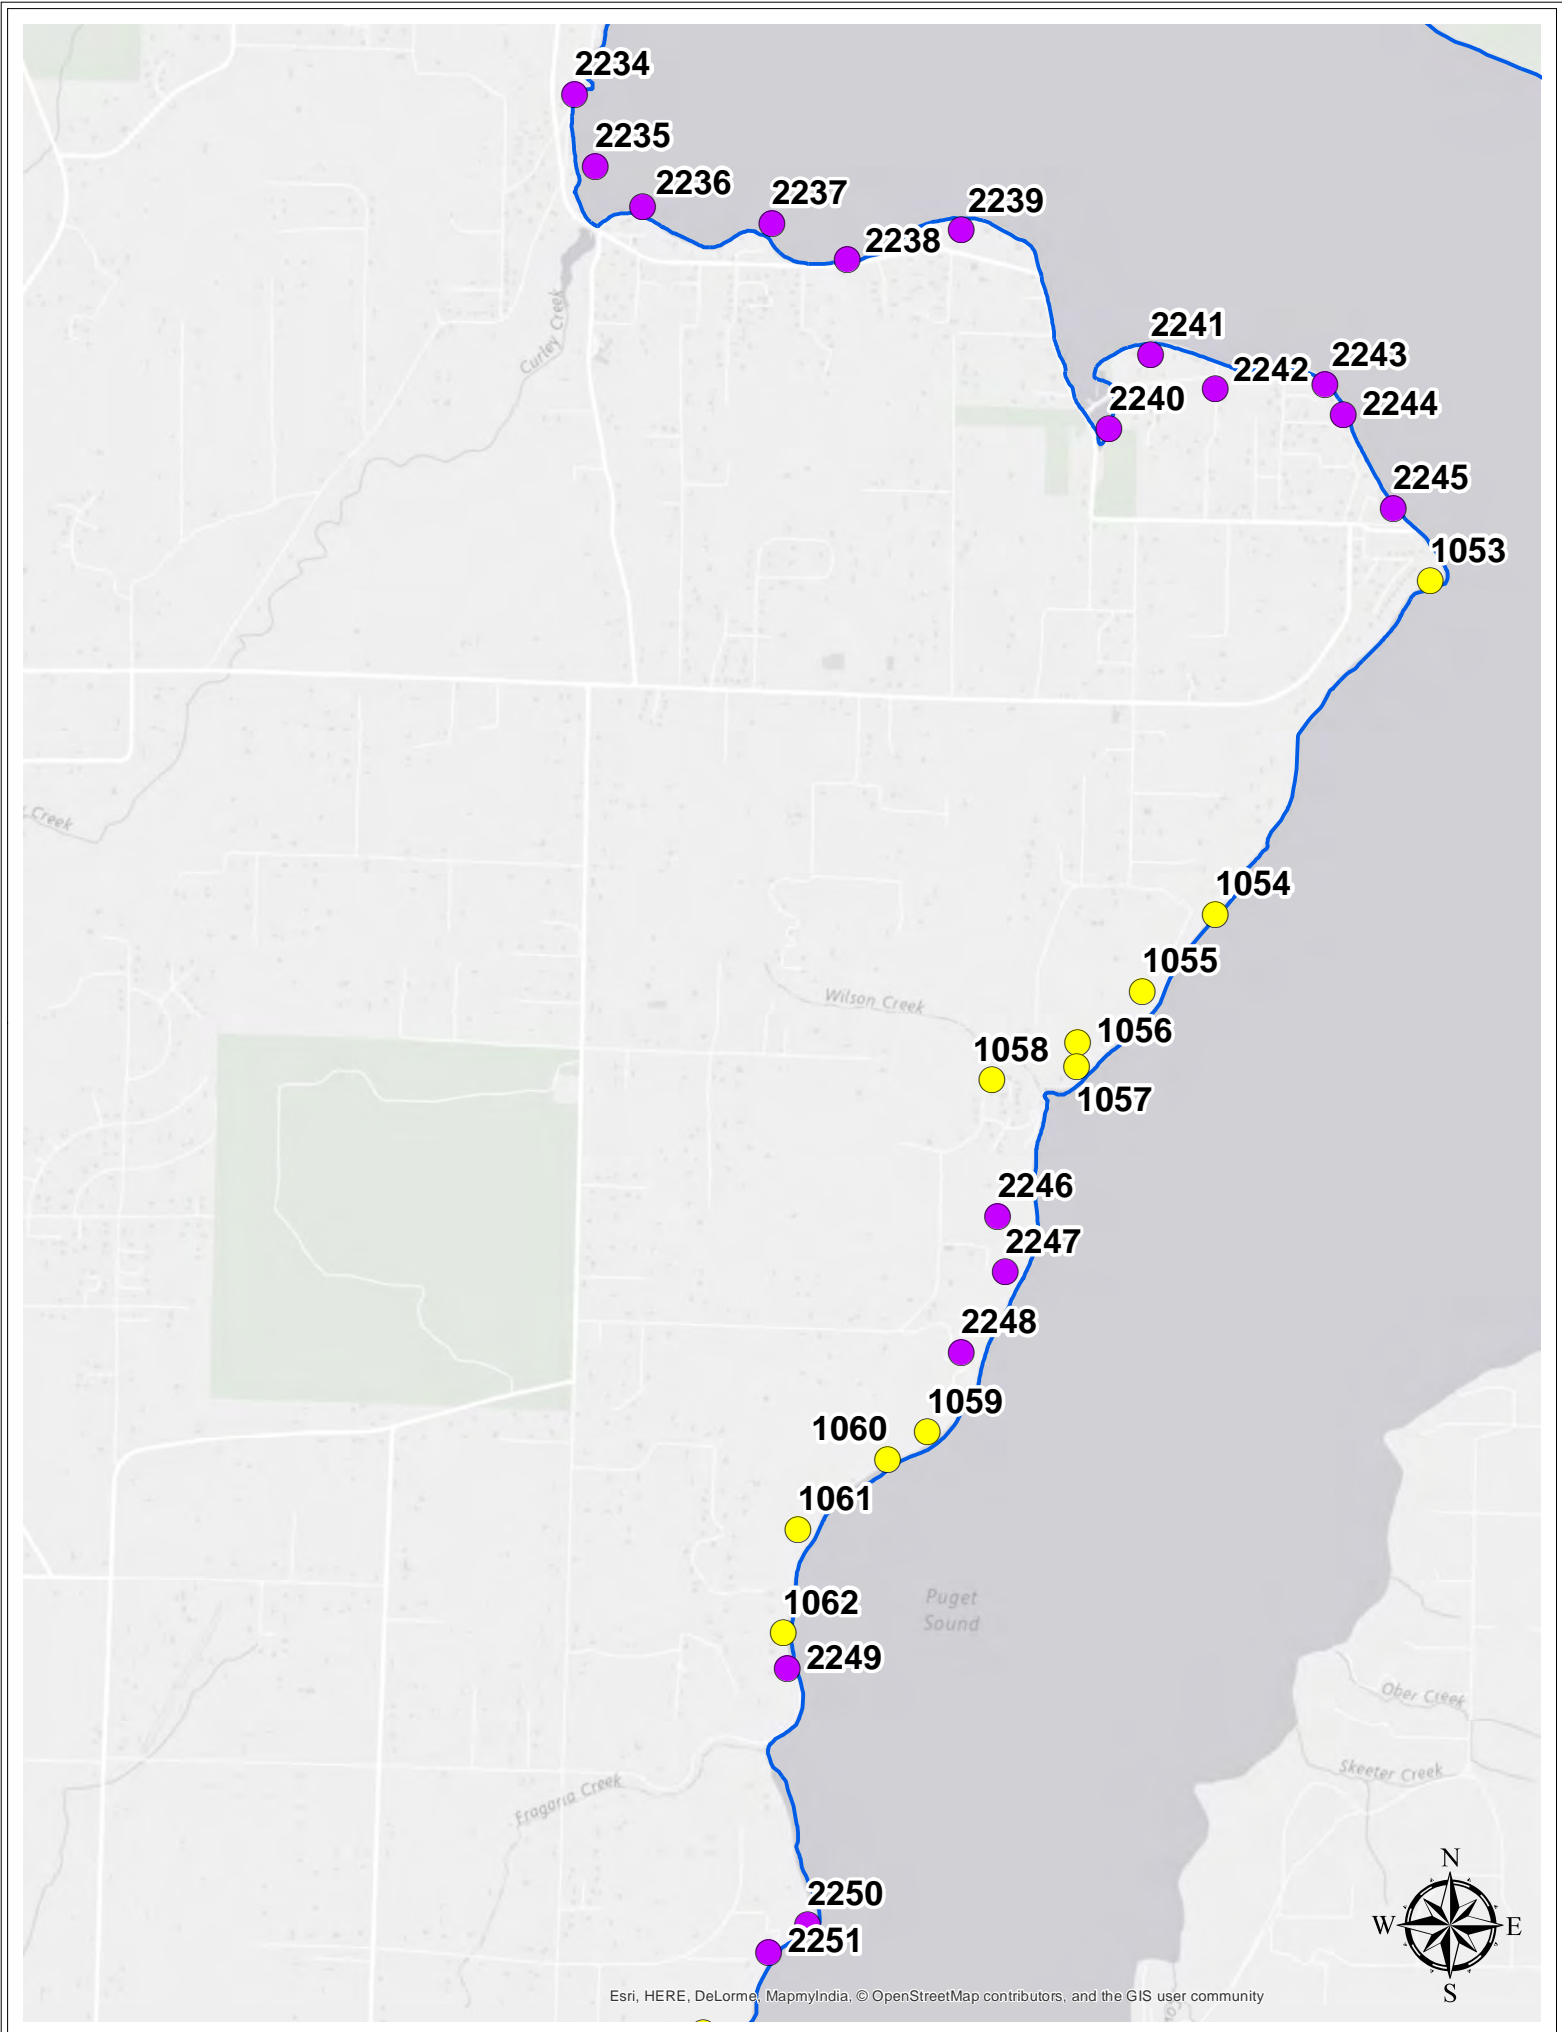 2234
2235
2236
2237
2239
2238
Curley Creek
2241
2243
2242
2240
2244
2245
1053
Creek
1054
1055
Wilson Creek
1056
1058
1057
2246
2247
2248
1059
1060
1061
Puget
Sound
1062
2249
Ober Creek
Skeeter Creek
Fragaria Creek
2250
2251
N
W
E
S
Esri, HERE, DeLorme, MapmyIndia, © OpenStreetMap contributors, and the GIS user community